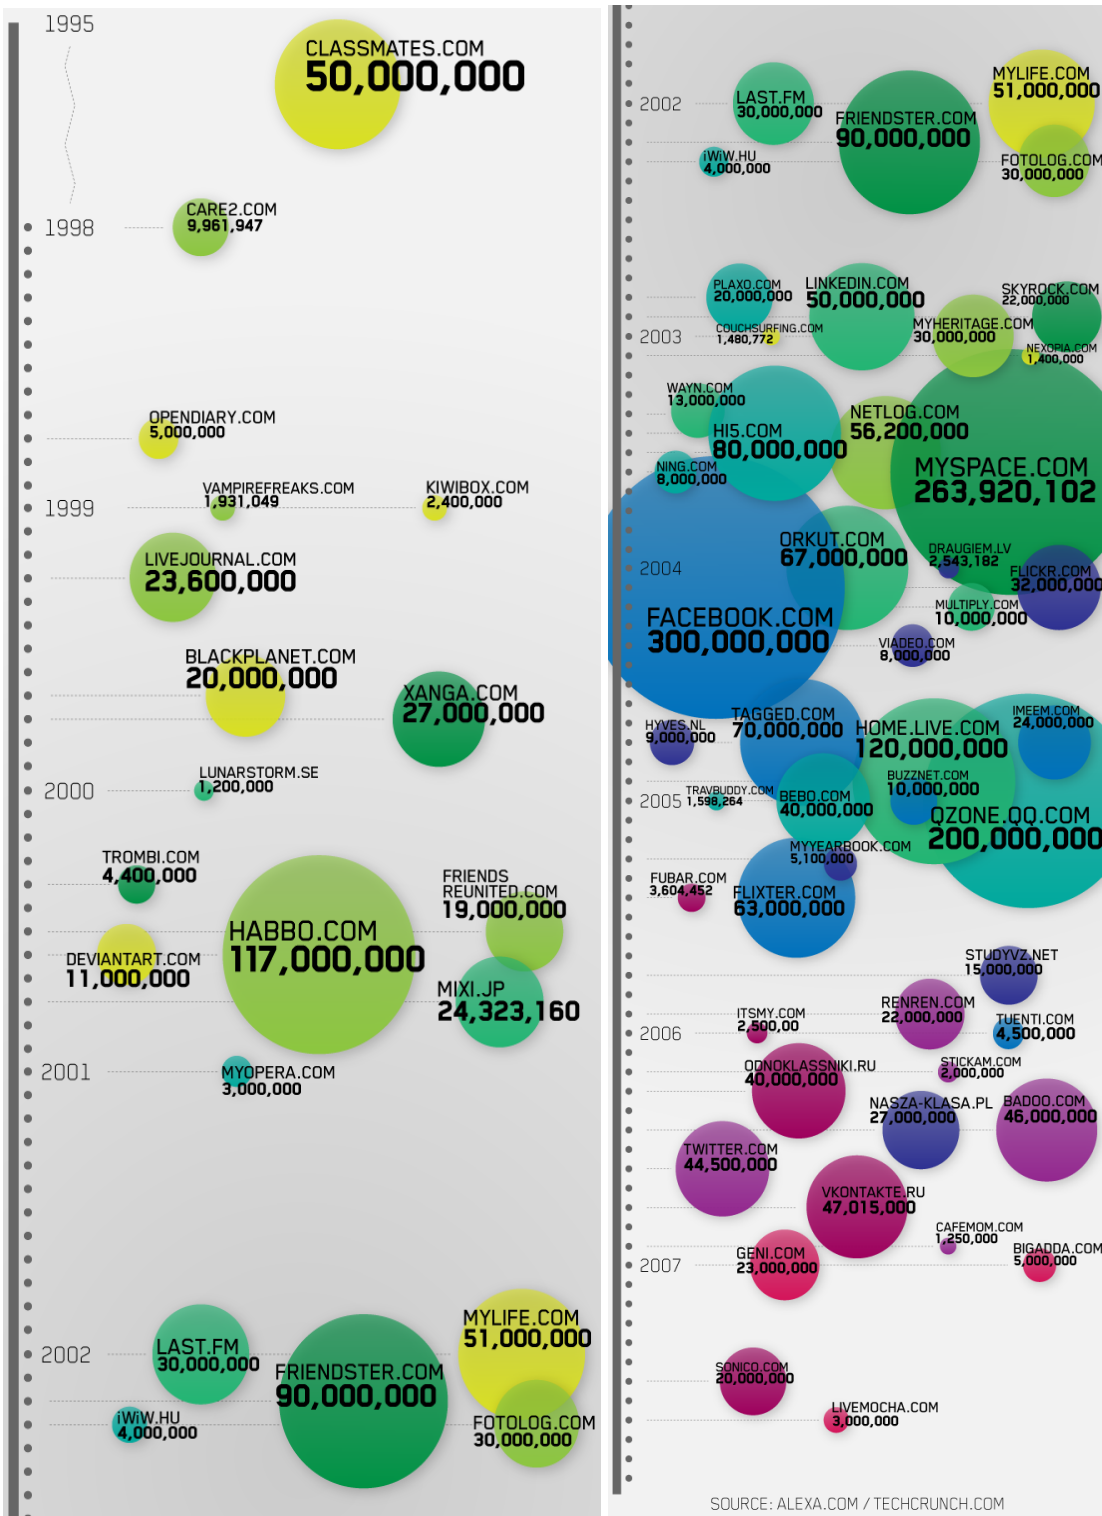 1995
CLASSMATES.COM
50,000,000
CARE2.COM
9,961,947
1998
OPENDIARY.COM
5,000,000
VAMPIREFREAKS.COM
1,931,049
KIWIBOX.COM
2,400,000
1999
LIVEJOURNAL.COM
23,600,000
BLACKPLANET.COM
20,000,000
XANGA.COM
27,000,000
LUNARSTORM.SE
1,200,000
2000
TROMBI.COM
4,400,000
FRIENDS
REUNITED.COM
19,000,000
HABBO.COM
117,000,000
DEVIANTART.COM
11,000,000
MIXI.JP
24,323,160
2001
MYOPERA.COM
3,000,000
MYLIFE.COM
51,000,000
2002
LAST.FM
30,000,000
FRIENDSTER.COM
90,000,000
iWiW.HU
4,000,000
FOTOLOG.COM
30,000,000
MYLIFE.COM
51,000,000
2002
LAST.FM
30,000,000
FRIENDSTER.COM
90,000,000
iWiW.HU
4,000,000
FOTOLOG.COM
30,000,000
PLAXO.COM
20,000,000
LINKEDIN.COM
50,000,000
SKYROCK.COM
22,000,000
COUCHSURFING.COM
1,480,772
MYHERITAGE.COM
30,000,000
2003
NEXOPIA.COM
1,400,000
WAYN.COM
13,000,000
HI5.COM
80,000,000
NETLOG.COM
56,200,000
NING.COM
8,000,000
MYSPACE.COM
263,920,102
ORKUT.COM
67,000,000
DRAUGIEM.LV
2,543,182
2004
FLICKR.COM
32,000,000
FACEBOOK.COM
300,000,000
MULTIPLY.COM
10,000,000
VIADEO.COM
8,000,000
HYVES.NL
9,000,000
TAGGED.COM
70,000,000
HOME.LIVE.COM
120,000,000
IMEEM.COM
24,000,000
TRAVBUDDY.COM
1,598,264
2005
BEBO.COM
40,000,000
BUZZNET.COM
10,000,000
QZONE.QQ.COM
200,000,000
MYYEARBOOK.COM
5,100,000
FUBAR.COM
3,604,452
FLIXTER.COM
63,000,000
STUDYVZ.NET
15,000,000
RENREN.COM
22,000,000
ITSMY.COM
2,500,00
TUENTI.COM
4,500,000
2006
ODNOKLASSNIKI.RU
40,000,000
STICKAM.COM
2,000,000
NASZA-KLASA.PL
27,000,000
BADOO.COM
46,000,000
TWITTER.COM
44,500,000
VKONTAKTE.RU
47,015,000
CAFEMOM.COM
1,250,000
GENI.COM
23,000,000
BIGADDA.COM
5,000,000
2007
SONICO.COM
20,000,000
LIVEMOCHA.COM
3,000,000
SOURCE: ALEXA.COM / TECHCRUNCH.COM